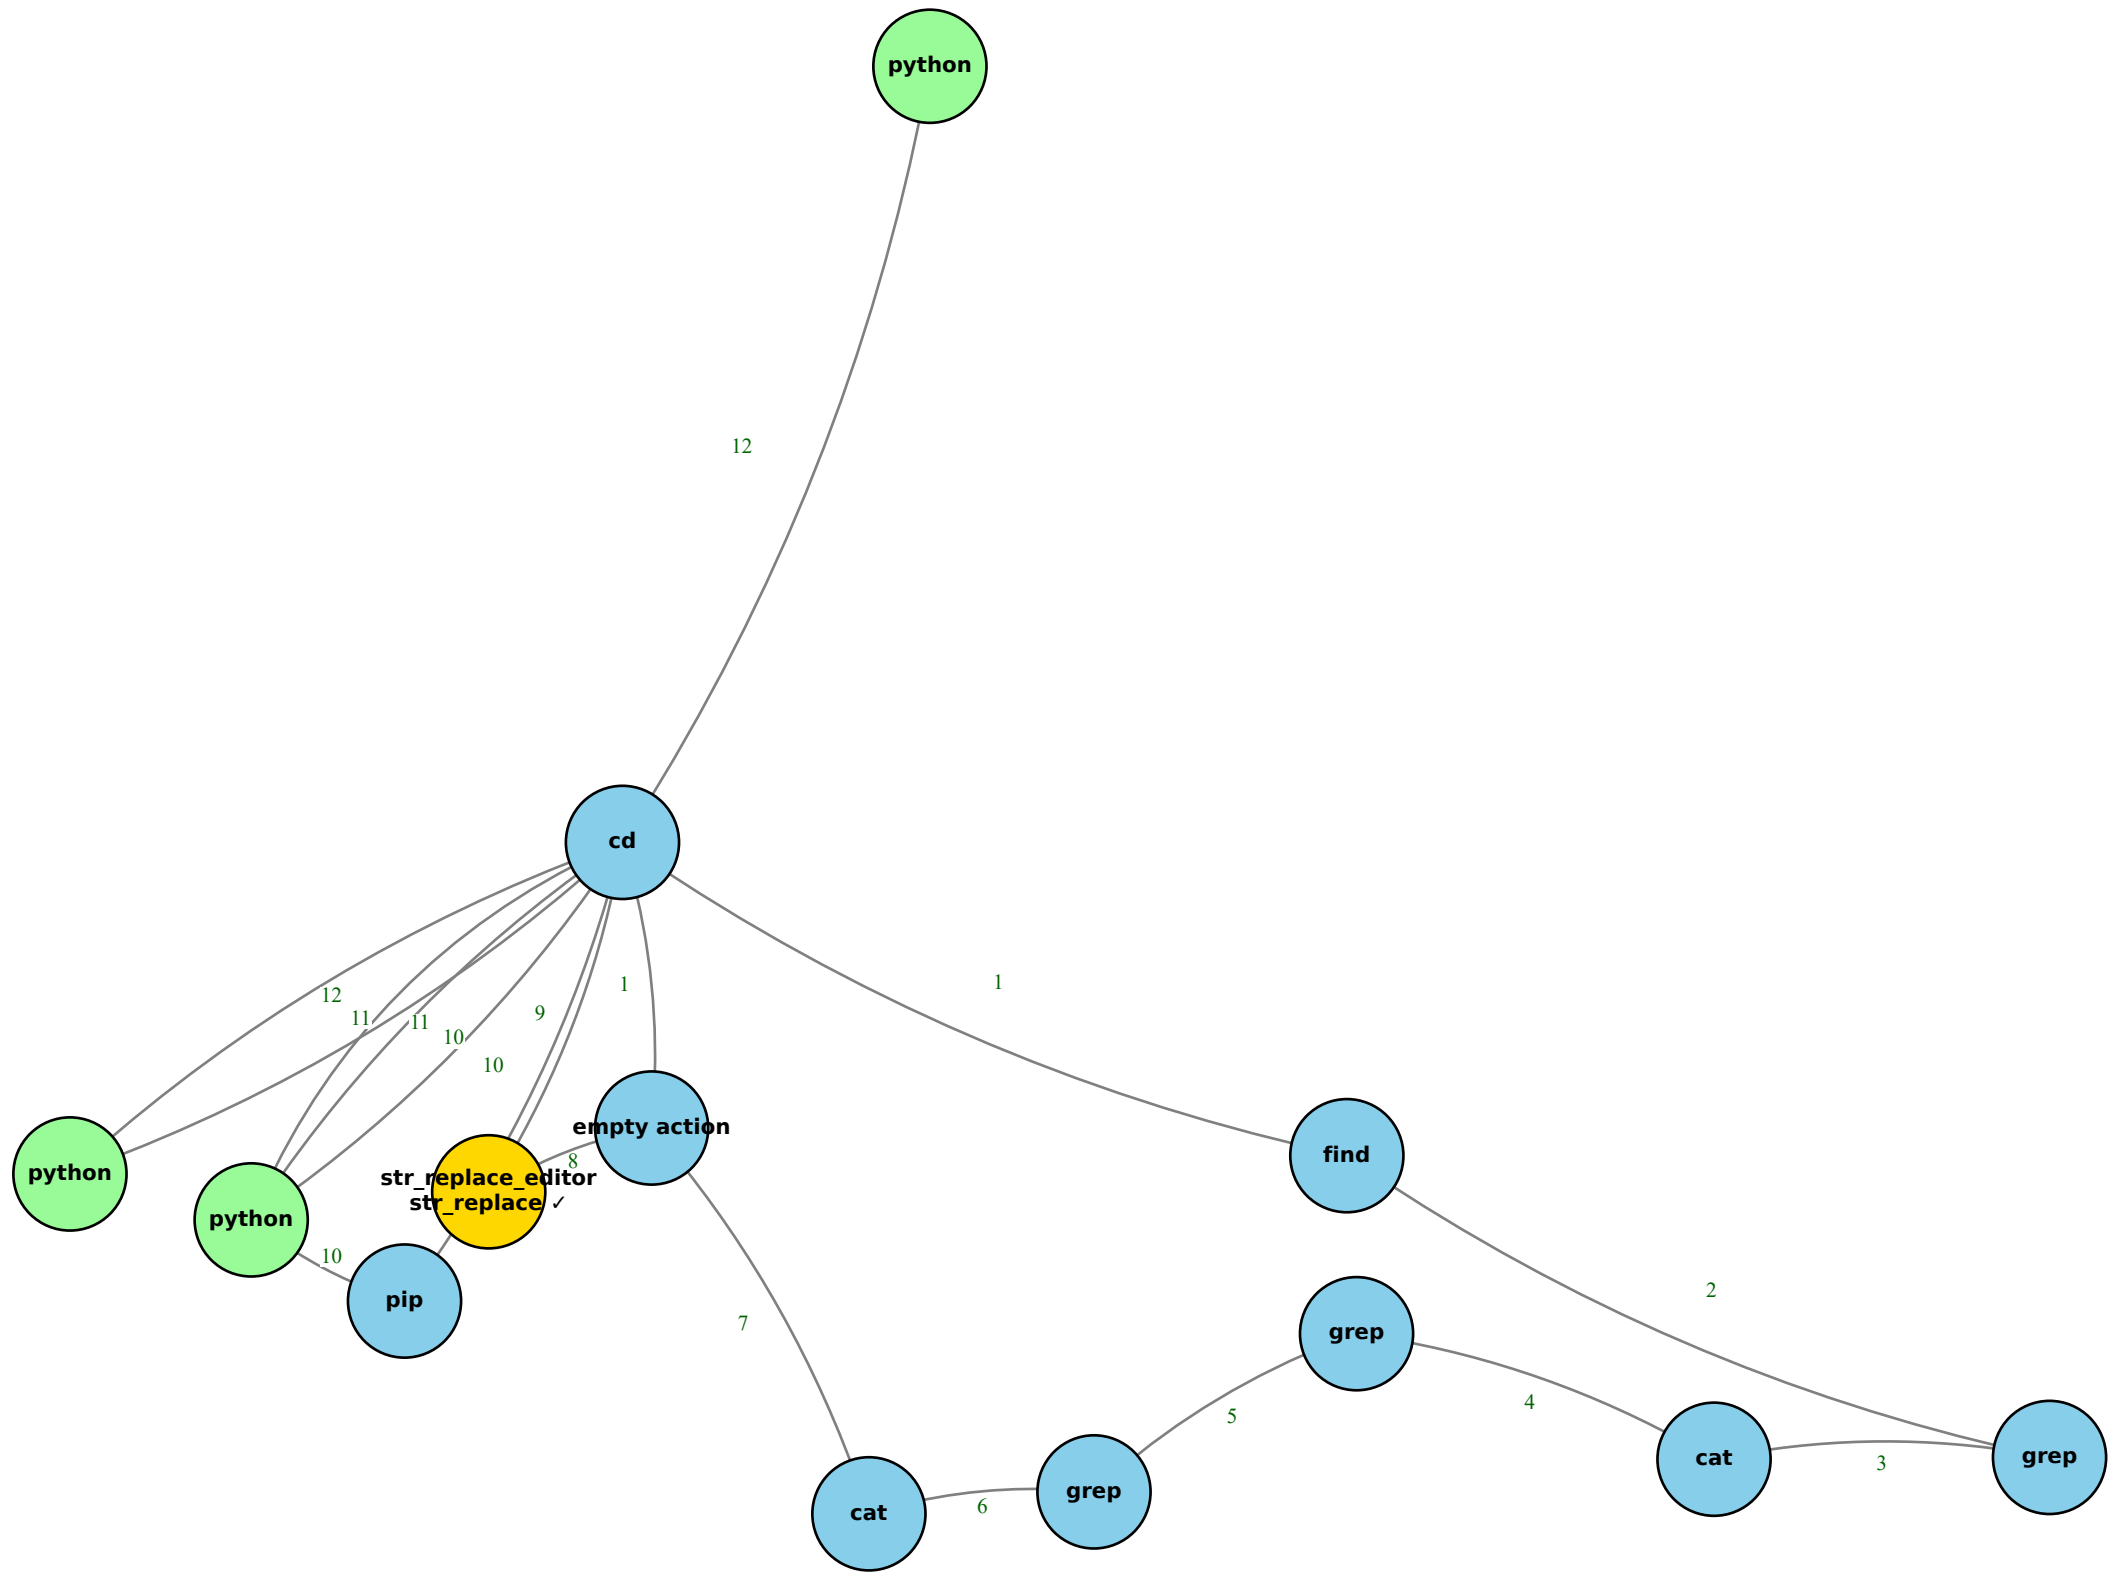 python
12
cd
1
1
9
12
11
11
10
10
empty action
find
8
python
str_replace_editor
str_replace ✓
python
10
pip
2
7
grep
4
5
cat
grep
3
grep
6
cat